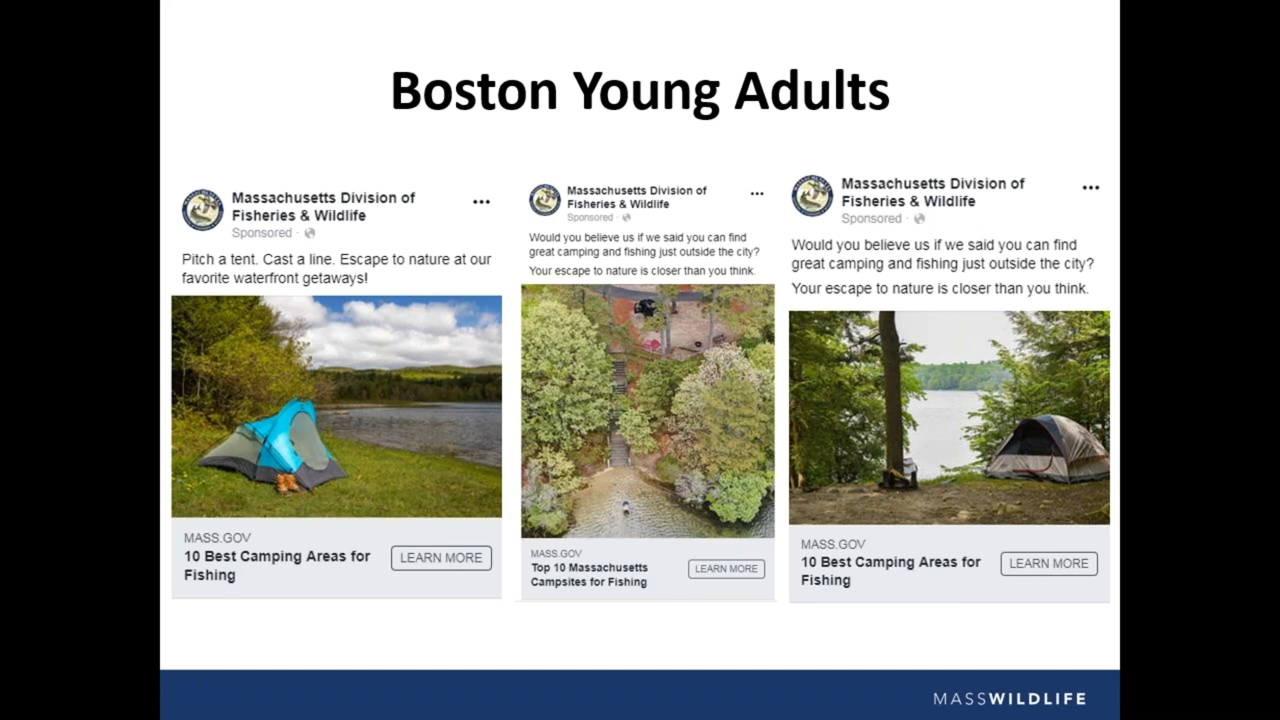 Boston Young Adults
Massachusetts Division of
Fisheries & Wildlife
Sponsored ·
Pitch a tent. Cast a line. Escape to nature at our
favorite waterfront getaways!
MASS.GOV
10 Best Camping Areas for
Fishing
LEARN MORE
Massachusetts Division of
Fisheries & Wildlife
Sponsored ·
Would you believe us if we said you can find
great camping and fishing just outside the city?
Your escape to nature is closer than you think.
MASS.GOV
Top 10 Massachusetts
Campsites for Fishing
LEARN MORE
Massachusetts Division of
Fisheries & Wildlife
Sponsored ·
Would you believe us if we said you can find
great camping and fishing just outside the city?
Your escape to nature is closer than you think.
MASS.GOV
10 Best Camping Areas for
Fishing
LEARN MORE
MASSWILDLIFE